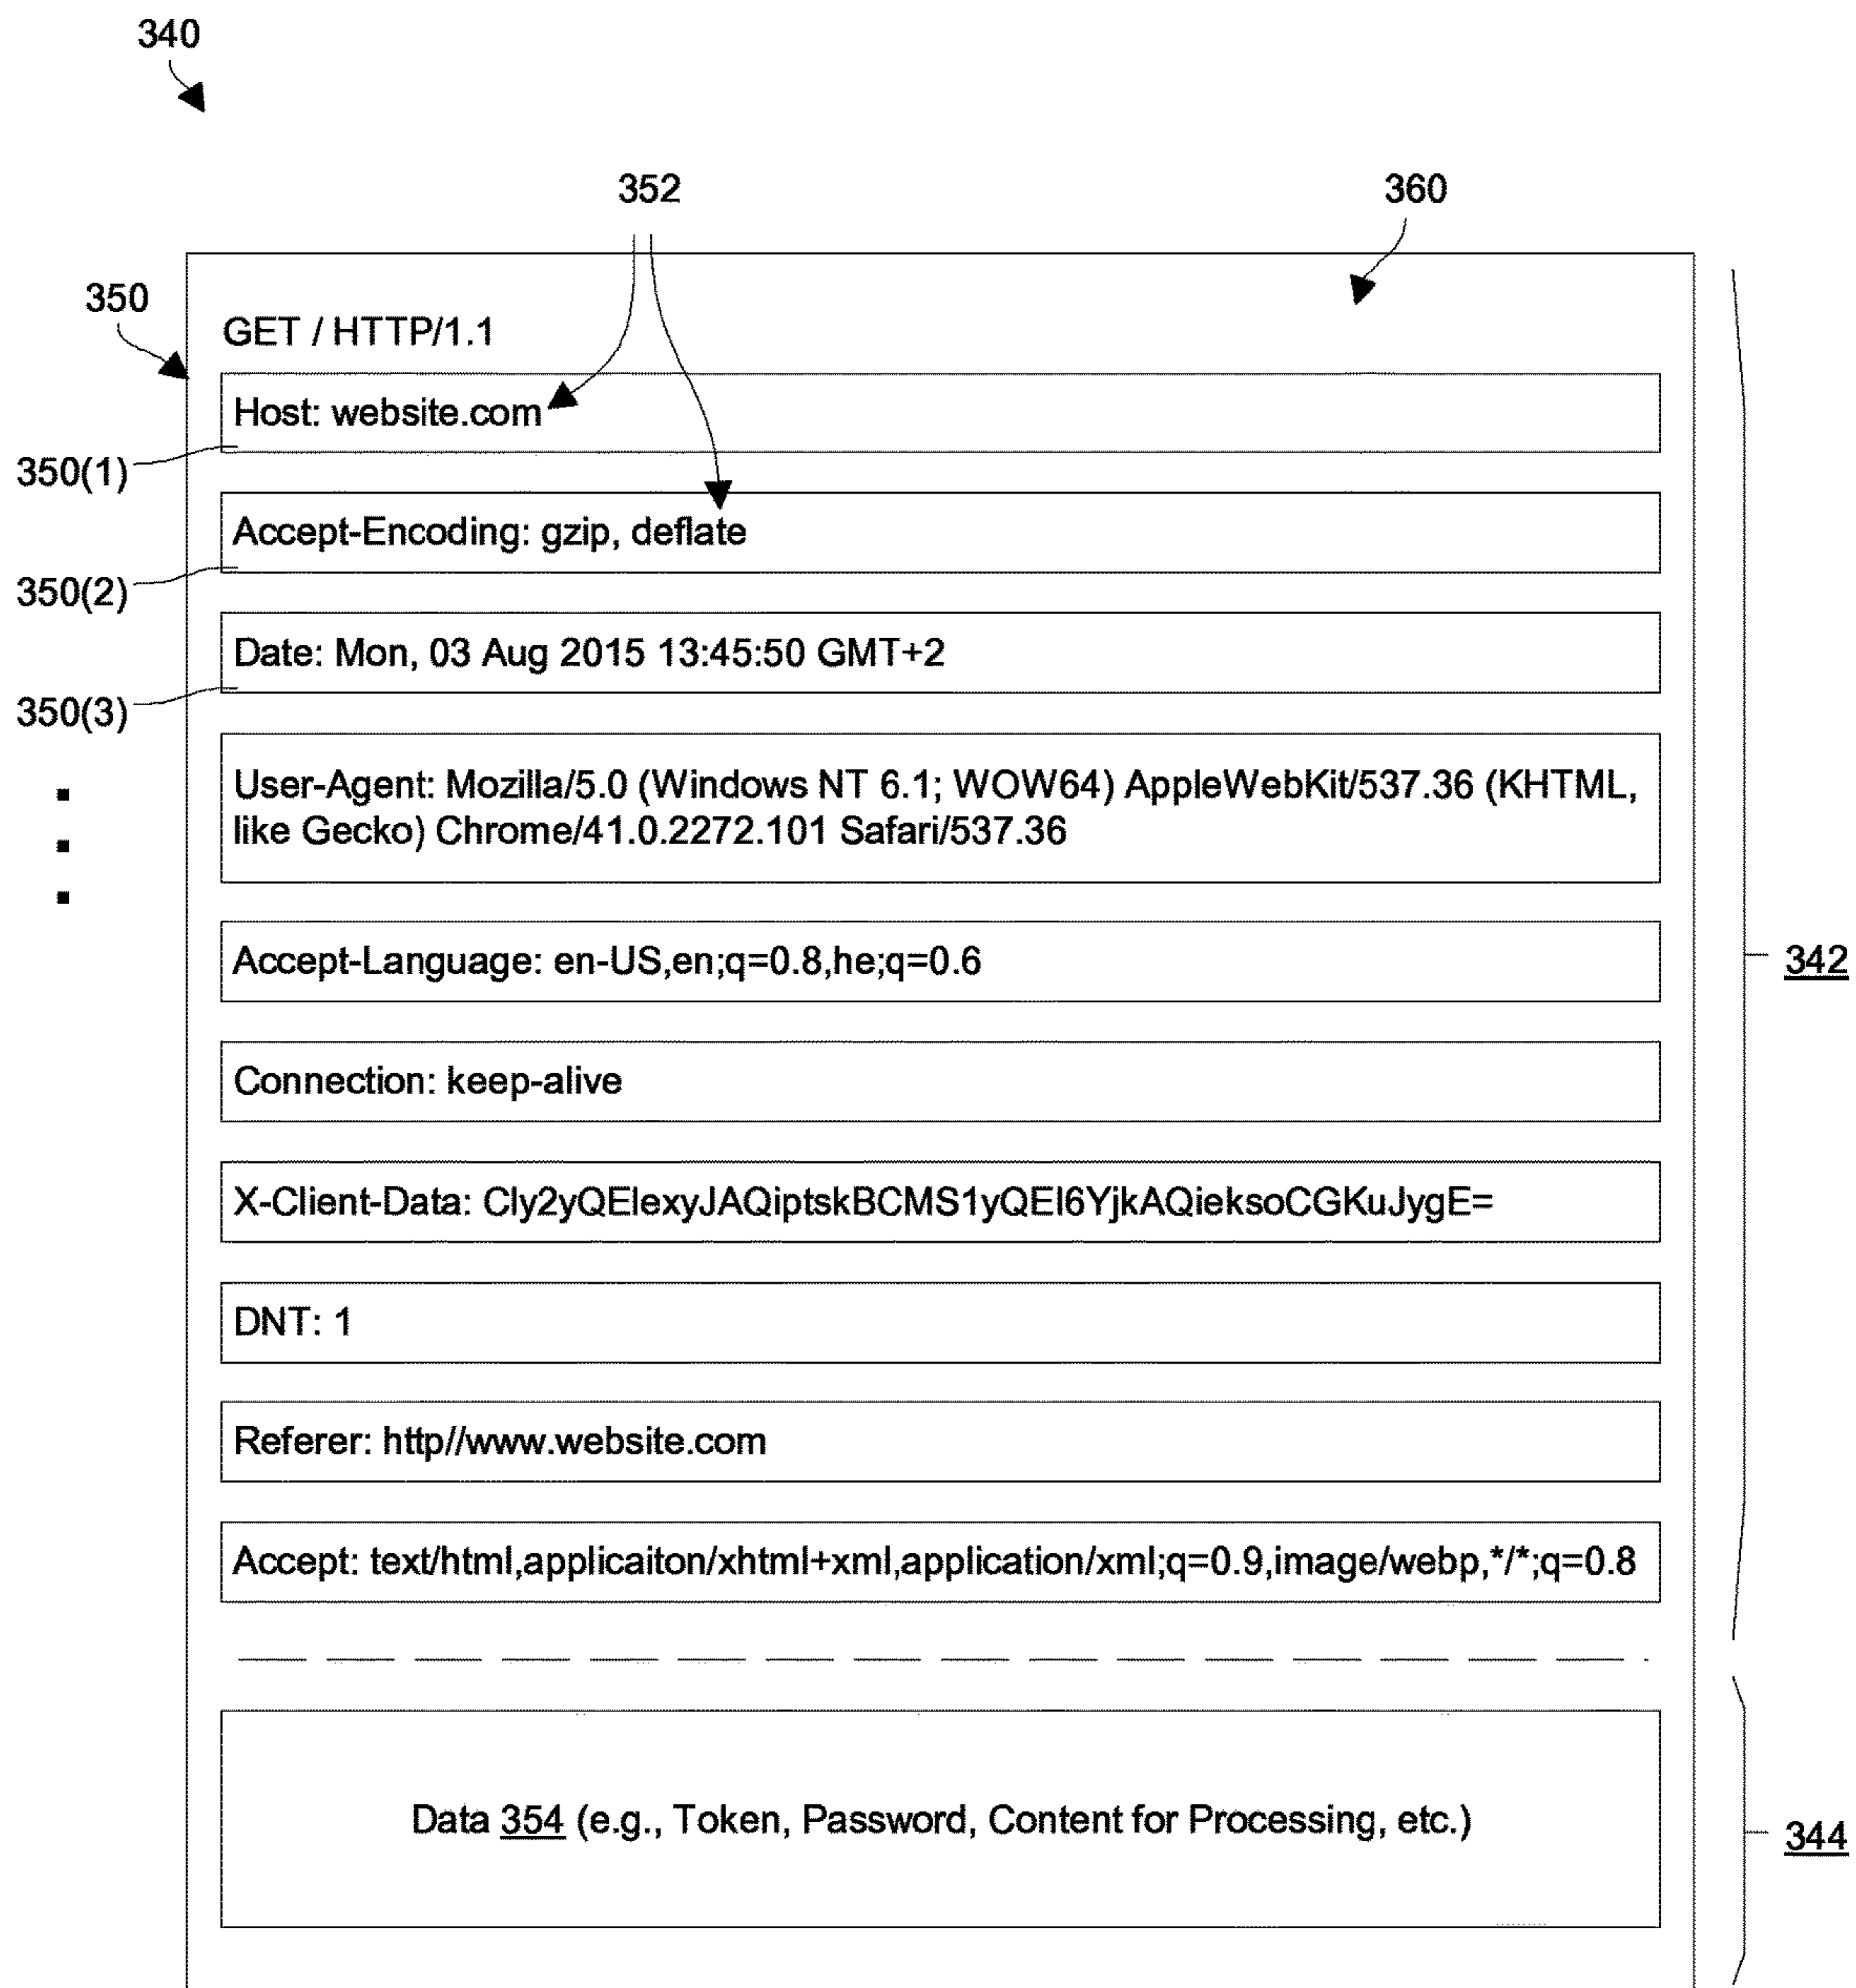 340
352
360
350
GET / HTTP/1.1
Host: website.com
350(1)
Accept-Encoding: gzip, deflate
350(2)
Date: Mon, 03 Aug 2015 13:45:50 GMT+2
350(3)
User-Agent: Mozilla/5.0 (Windows NT 6.1; WOW64) AppleWebKit/537.36 (KHTML,
like Gecko) Chrome/41.0.2272.101 Safari/537.36
Accept-Language: en-US,en;q=0.8,he;q=0.6
342
Connection: keep-alive
X-Client-Data: Cly2yQElexyJAQiptskBCMS1yQEI6YjkAQieksoCGKuJygE=
DNT: 1
Referer: http//www.website.com
Accept: text/html,applicaiton/xhtml+xml,application/xml;q=0.9,image/webp,*/*;q=0.8
Data 354 (e.g., Token, Password, Content for Processing, etc.)
344